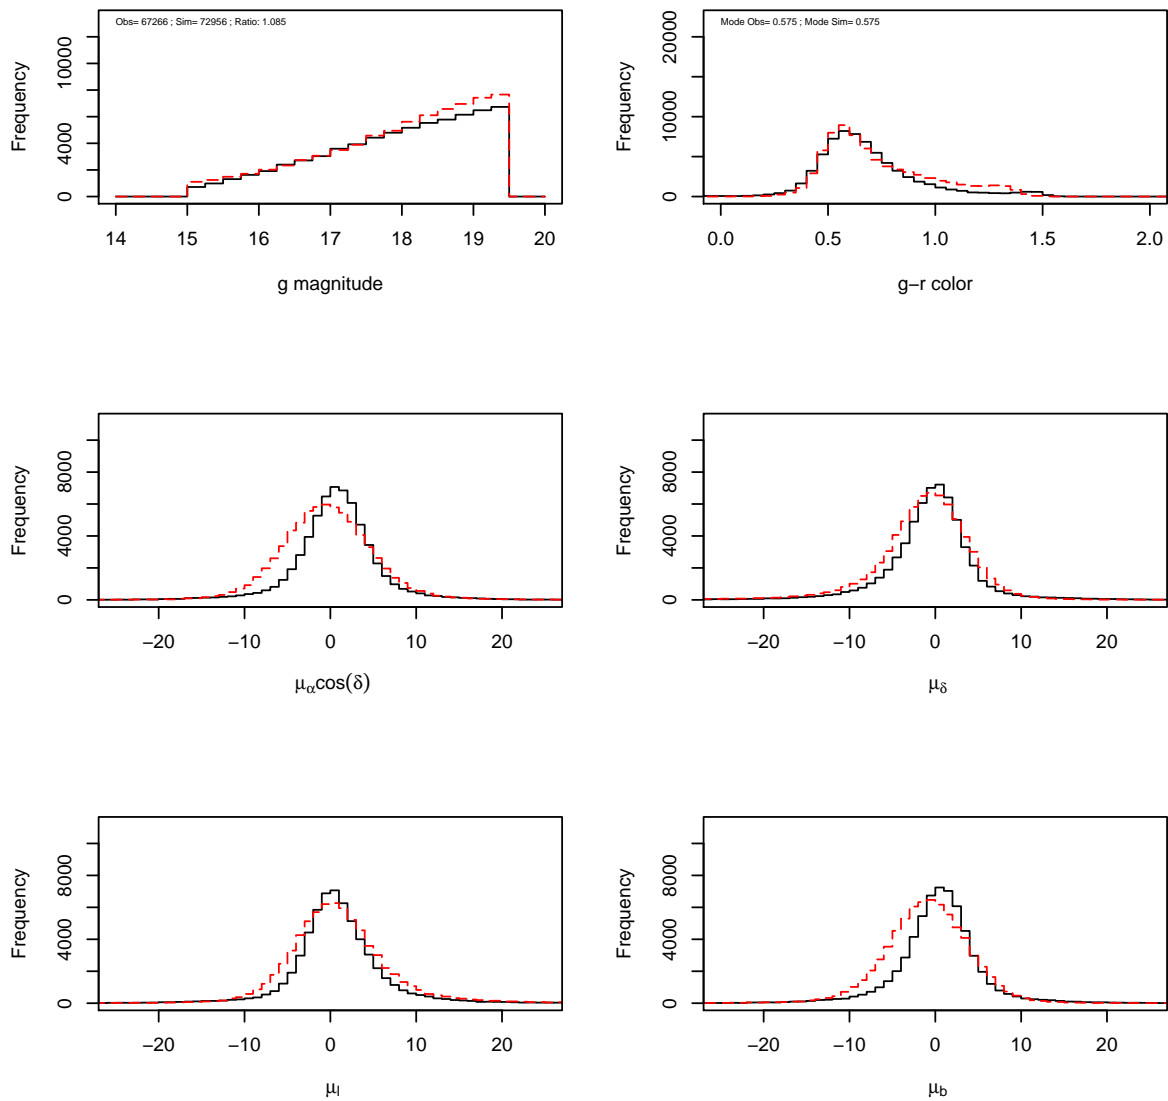 Obs= 67266 ; Sim= 72956 ; Ratio: 1.085
Frequency
0 4000 10000
14 15 16 17 18 19 20
g magnitude
Mode Obs= 0.575 ; Mode Sim= 0.575
Frequency
0 10000 20000
0.0 0.5 1.0 1.5 2.0
g−r color
Frequency
0 4000 8000
−20 −10 0 10 20
μαcos(δ)
Frequency
0 4000 8000
−20 −10 0 10 20
μδ
Frequency
0 4000 8000
−20 −10 0 10 20
μl
Frequency
0 4000 8000
−20 −10 0 10 20
μb